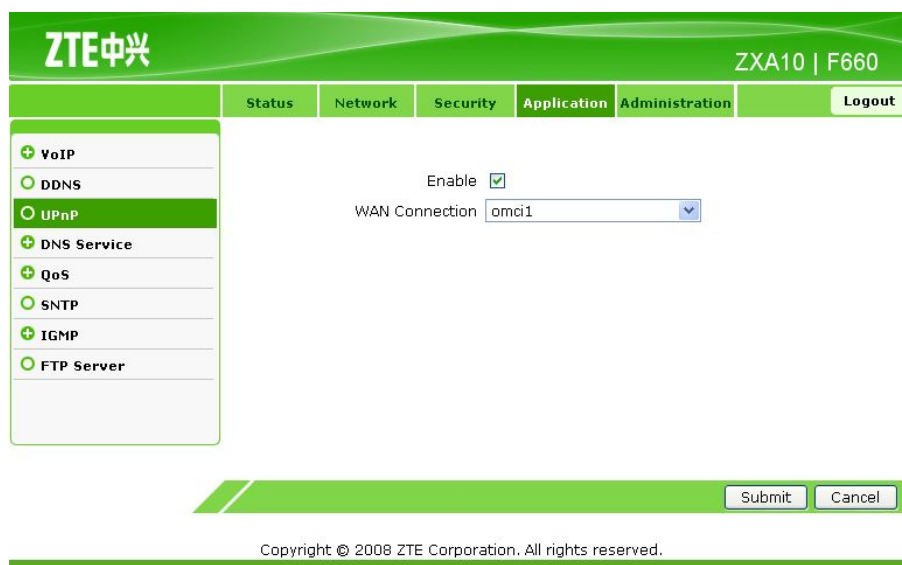 ZTE中兴
ZXA10 | F660
Status Network Security Application Administration Logout
VoIP
DDNS
UPnP
DNS Service
QoS
SNTP
IGMP
FTP Server
Enable
WAN Connection omci1
Submit Cancel
Copyright © 2008 ZTE Corporation. All rights reserved.